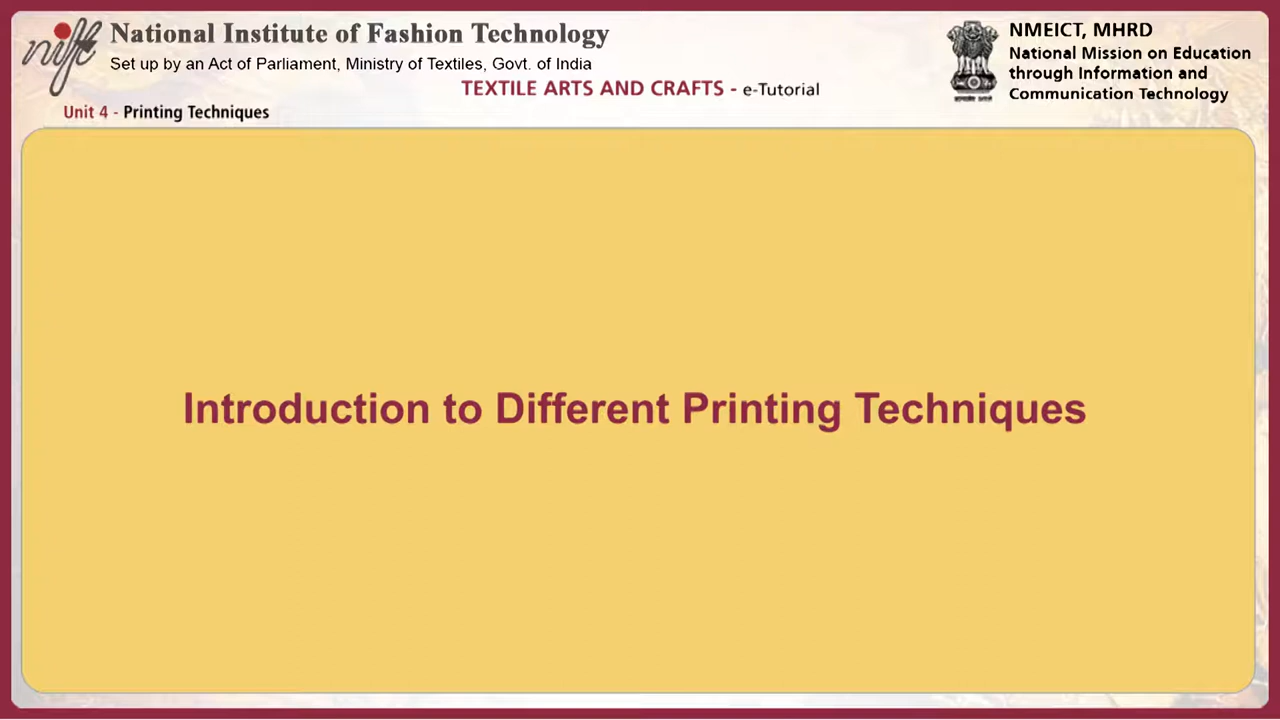 nift
National Institute of Fashion Technology
Set up by an Act of Parliament, Ministry of Textiles, Govt. of India
TEXTILE ARTS AND CRAFTS - e-Tutorial
Unit 4 - Printing Techniques
NMEICT, MHRD
National Mission on Education
through Information and
Communication Technology
Introduction to Different Printing Techniques